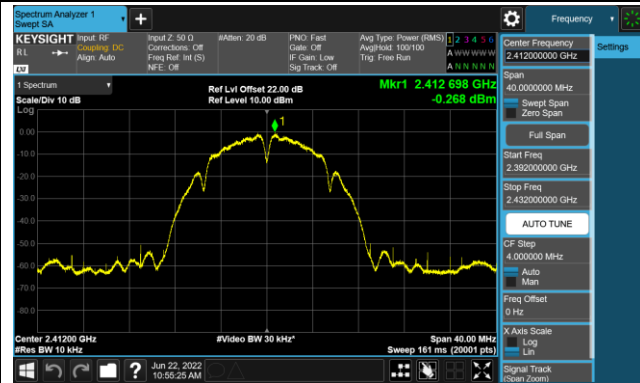 Spectrum Analyzer 1
Swept SA
Frequency
KEYSIGHT
RL
Input: RF
Coupling: DC
Align: Auto
Input Z: 50 Ω
Corrections: Off
Freq Ref: Int (S)
NFE: Off
#Atten: 20 dB
PNO: Fast
Gate: Off
IF Gain: Low
Sig Track: Off
Avg Type: Power (RMS)
Avg|Hold: 100/100
Trig: Free Run
1 2 3 4 5 6
A W W W W W
A N N N N N
LXI
1 Spectrum
Scale/Div 10 dB
Log
Ref Lvl Offset 22.00 dB
Ref Level 10.00 dBm
Mkr1 2.412 698 GHz
-0.268 dBm
1
0.00
-10.0
-20.0
-30.0
-40.0
-50.0
-60.0
-70.0
-80.0
Center 2.41200 GHz
#Res BW 10 kHz
#Video BW 30 kHz*
Span 40.00 MHz
Sweep 161 ms (20001 pts)
Jun 22, 2022
10:55:25 AM
Center Frequency
2.412000000 GHz
Span
40.0000000 MHz
Swept Span
Zero Span
Full Span
Start Freq
2.392000000 GHz
Stop Freq
2.432000000 GHz
AUTO TUNE
CF Step
4.000000 MHz
Auto
Man
Freq Offset
0 Hz
X Axis Scale
Log
Lin
Signal Track
(Span Zoom)
Settings